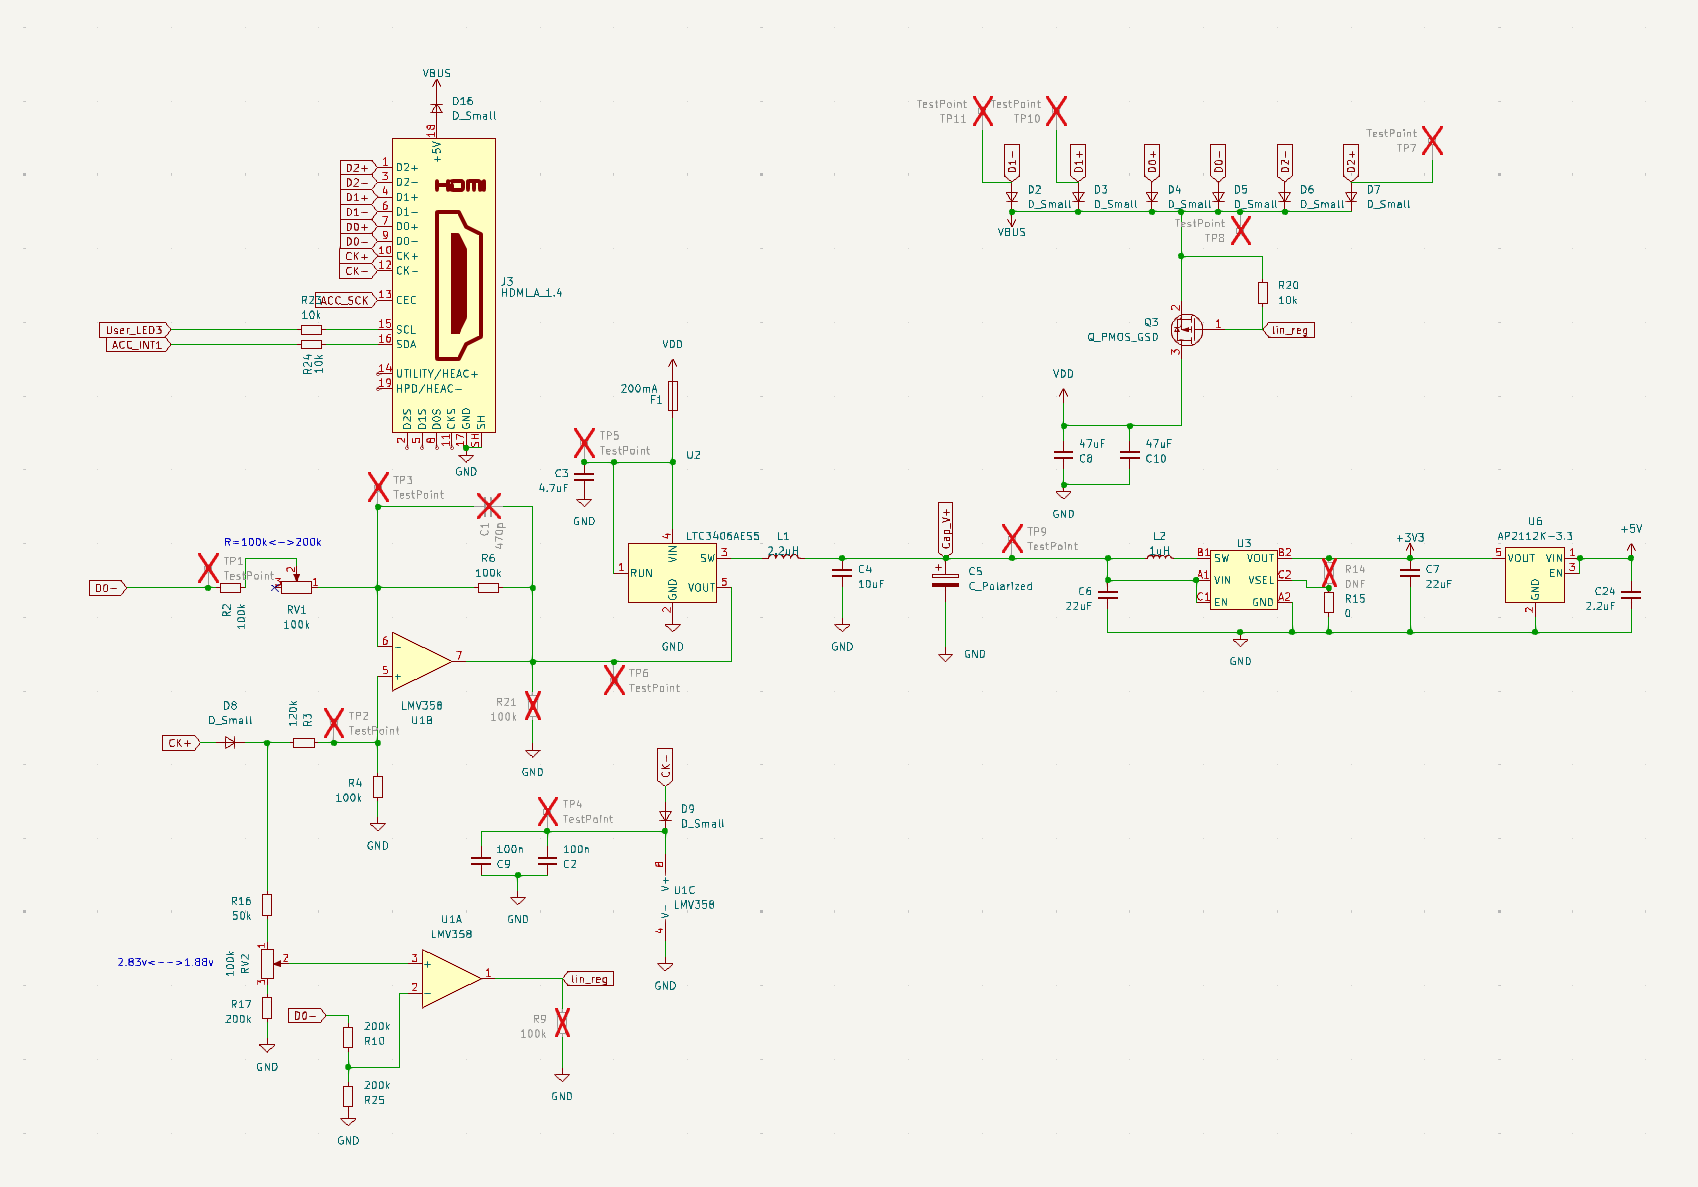 VBUS
D16
D_Small
18
+5V
HDMI
D2+ 1 D2+
D2- 3 D2-
D1+ 4 D1+
D1- 6 D1-
D0+ 7 D0+
D0- 9 D0-
CK+ 10 CK+
CK- 12 CK-
R23 ACC_SCK 13 CEC
10k
User_LED3 15 SCL
ACC_INT1 16 SDA
R24
10k
14 UTILITY/HEAC+
19 HPD/HEAC-
J3
HDMI_A_1.4
D2S D1S D0S CKS GND SH
2 5 8 11 17 SH
GND
TestPoint
TP11
TestPoint
TP10
TestPoint
TP7
D1- D1+ D0+ D0- D2- D2+
D2 D3 D4 D5 D6 D7
D_Small D_Small D_Small D_Small D_Small D_Small
VBUS
TestPoint
TP8
R20
10k
2
Q3
Q_PMOS_GSD
1
3
lin_reg
VDD
47uF
C8
47uF
C10
GND
VDD
200mA
F1
TP5
TestPoint
U2
C3
4.7uF
GND
LTC3406AES5
4
VIN
SW 3
1 RUN
VOUT 5
GND
2
GND
L1
2.2uH
C4
10uF
GND
Cap_V+
C5
C_Polarized
GND
TP9
TestPoint
L2
1uH
C6
22uF
U3
B1 SW VOUT B2
A1 VIN VSEL C2
C1 EN GND A2
GND
R14
DNF
R15
0
+3V3
C7
22uF
U6
AP2112K-3.3
5 VOUT VIN 1
EN 3
GND
2
+5V
C24
2.2uF
TP3
TestPoint
C1
470p
R=100k<->200k
TP1
TestPoint
D0-
R2
100k
2
3
1
RV1
100k
R6
100k
6
-
5
+
7
LMV358
U1B
TP6
TestPoint
R21
100k
GND
D8
D_Small
CK+
120k
R3
TP2
TestPoint
R4
100k
GND
CK-
D9
D_Small
TP4
TestPoint
100n
C9
100n
C2
GND
8
V+
U1C
LMV358
V-
4
GND
R16
50k
1
2.83v<--->1.88v
100k
RV2
2
3
R17
200k
GND
U1A
LMV358
3
+
2
-
1
lin_reg
D0-
200k
R10
200k
R25
GND
R9
100k
GND